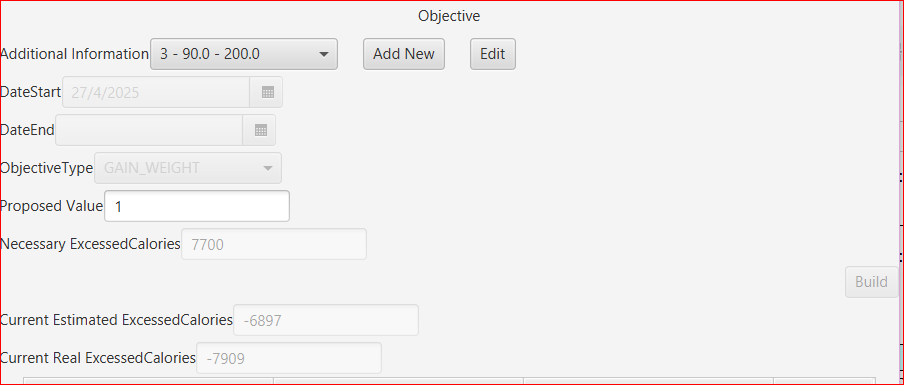 Objective
Additional Information 3 - 90.0 - 200.0 Add New Edit
DateStart 27/4/2025
DateEnd
ObjectiveType GAIN_WEIGHT
Proposed Value 1
Necessary ExcessedCalories 7700
Build
Current Estimated ExcessedCalories -6897
Current Real ExcessedCalories -7909